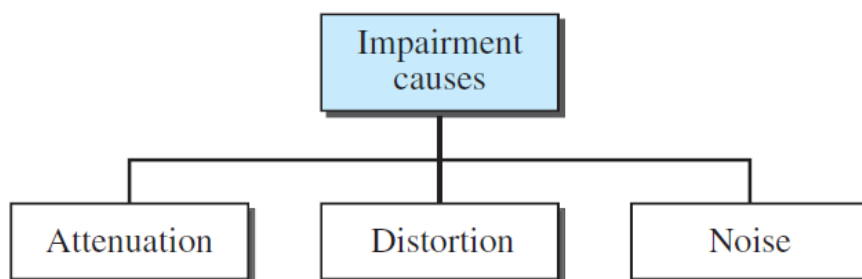 Impairment
causes
Attenuation
Distortion
Noise